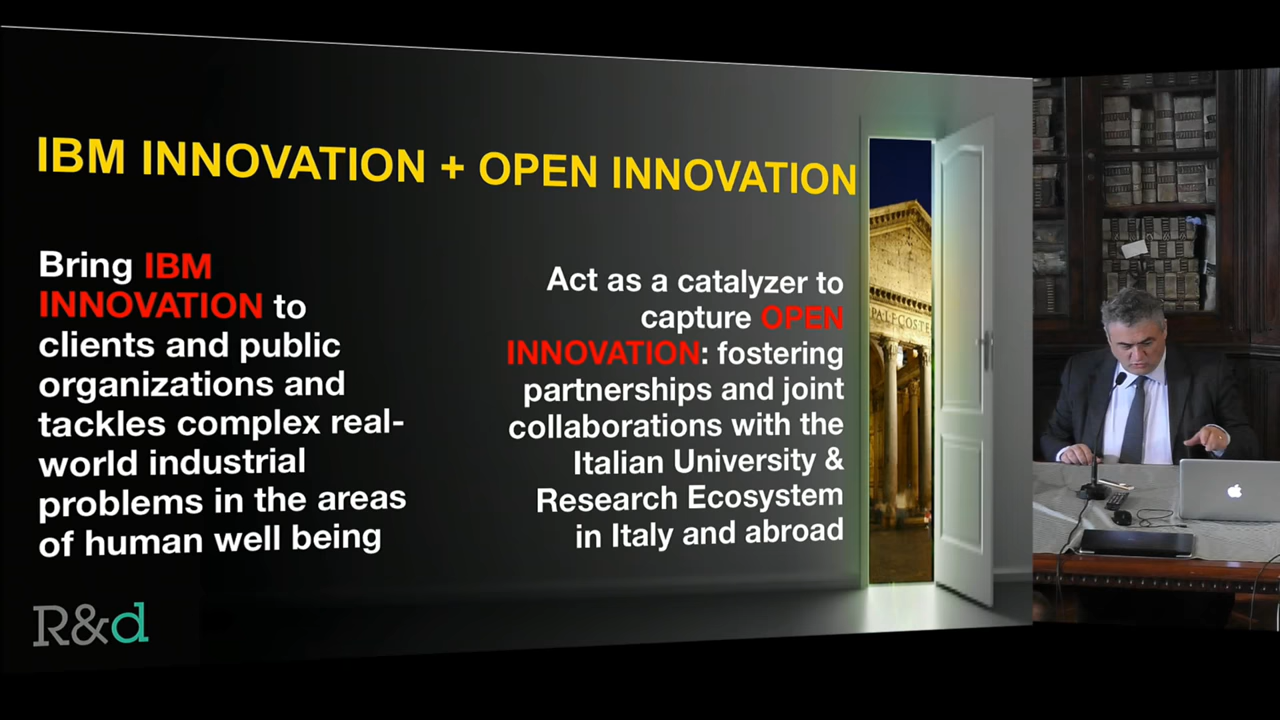 IBM INNOVATION + OPEN INNOVATION
Bring IBM
INNOVATION to
clients and public
organizations and
tackles complex real-
world industrial
problems in the areas
of human well being
Act as a catalyzer to
capture OPEN
INNOVATION: fostering
partnerships and joint
collaborations with the
Italian University &
Research Ecosystem
in Italy and abroad
R&d